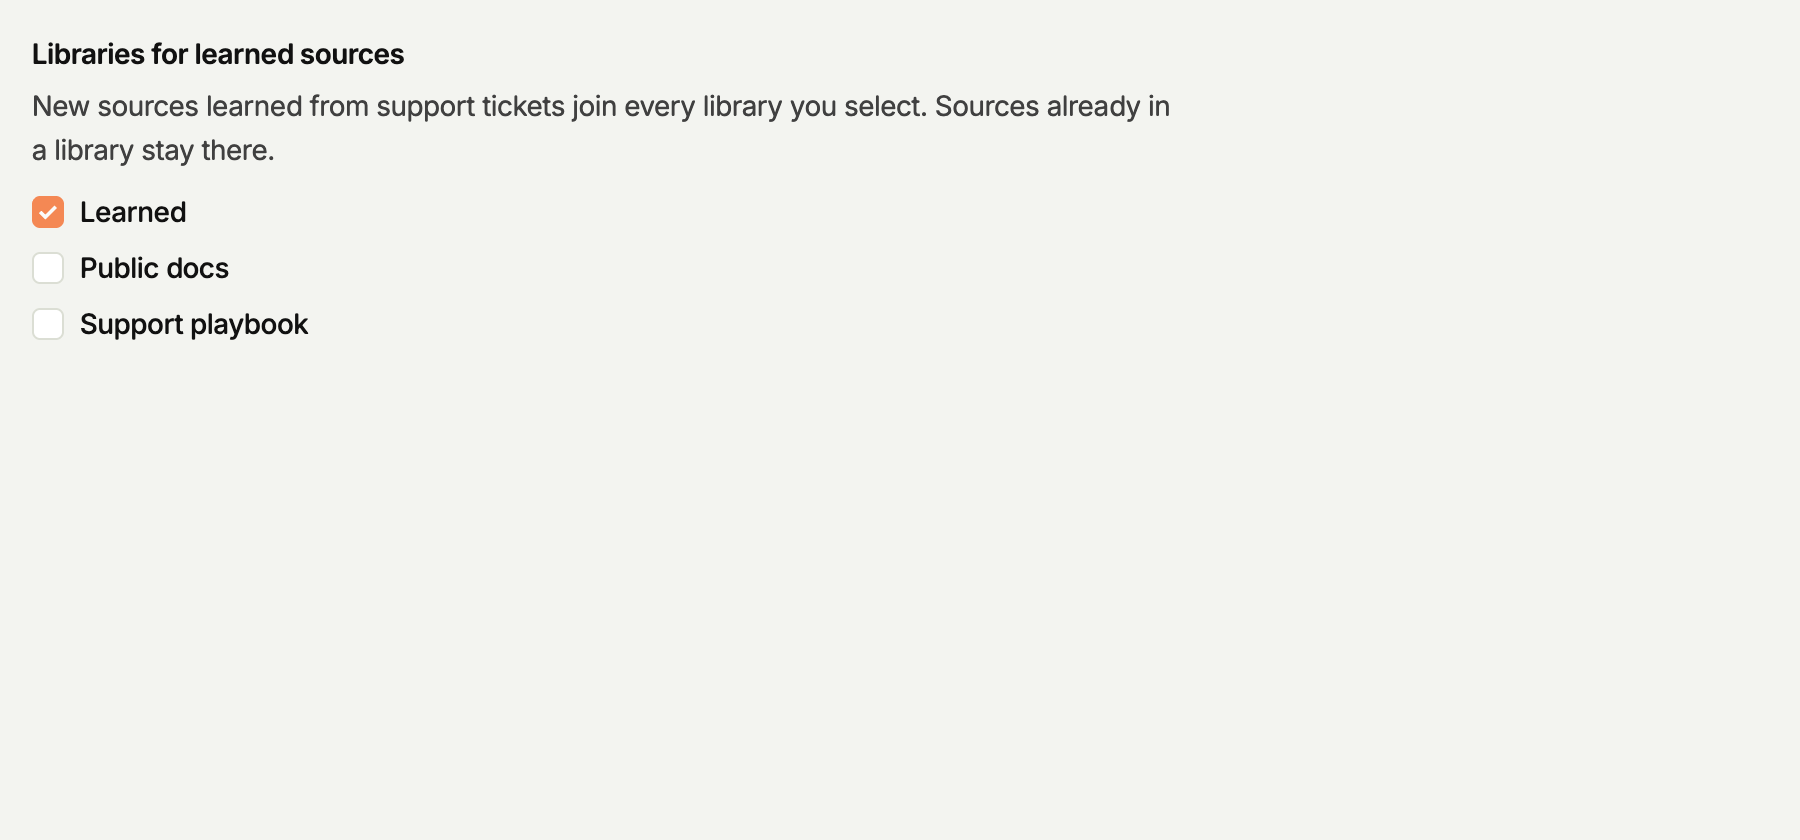 Libraries for learned sources
New sources learned from support tickets join every library you select. Sources already in
a library stay there.
Learned
Public docs
Support playbook